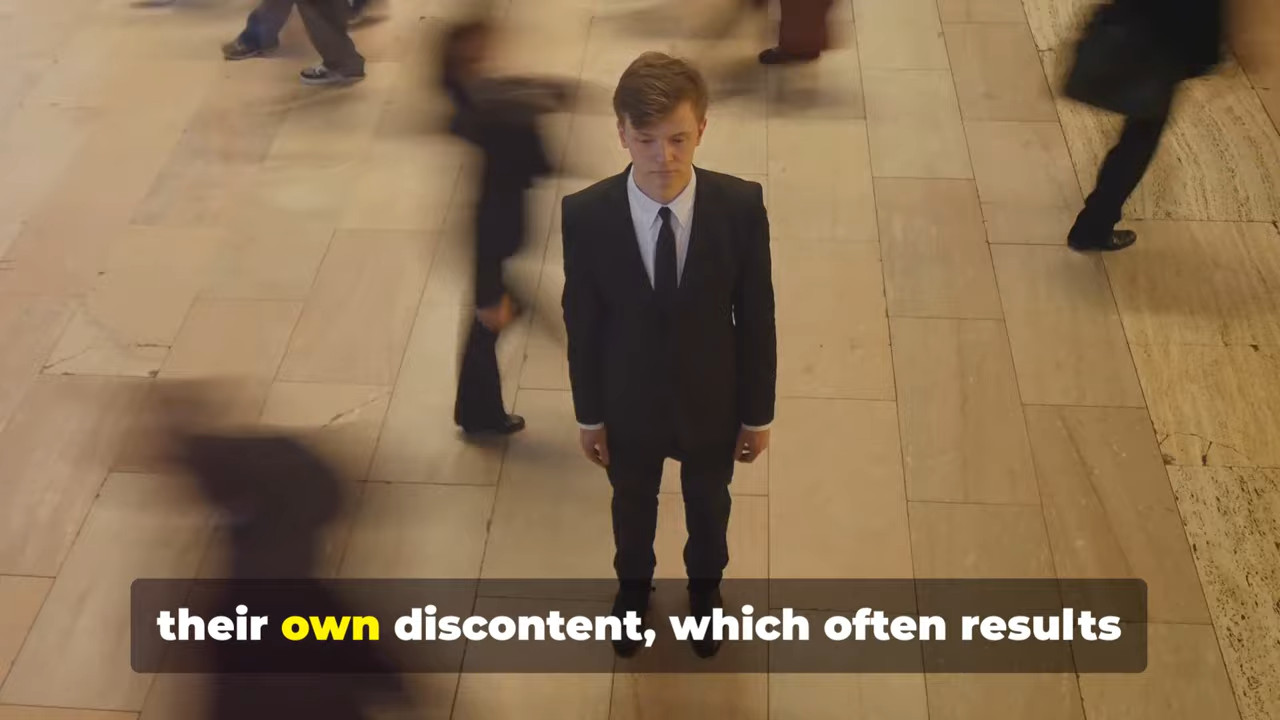 their own discontent, which often results